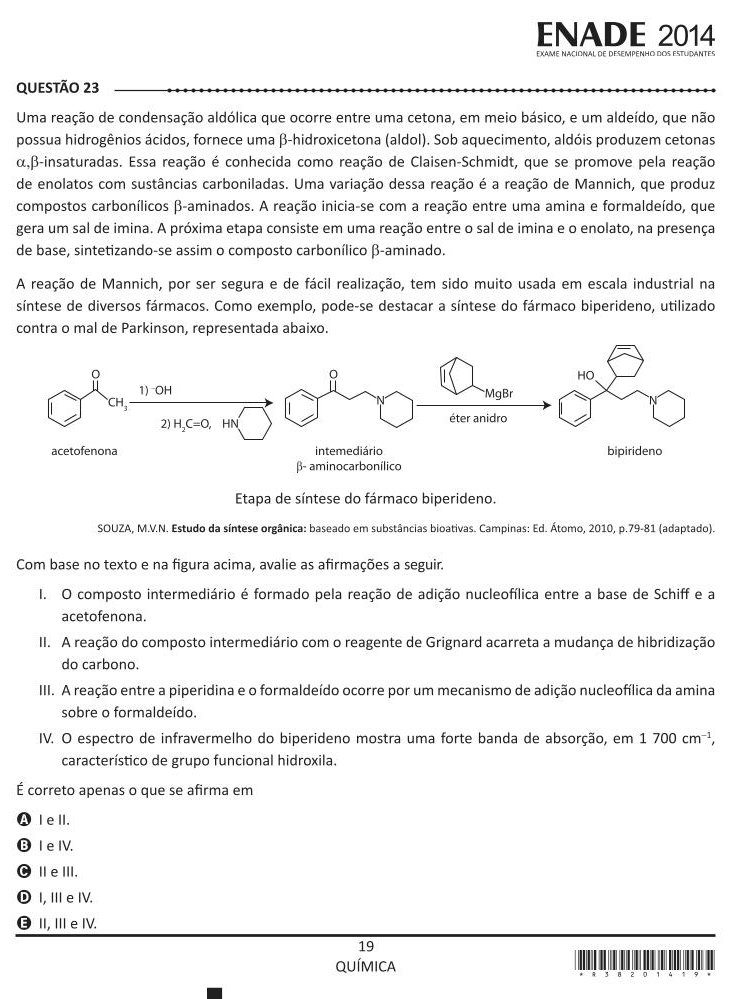 ENADE 2014
EXAME NACIONAL DE DESEMPENHO DOS ESTUDANTES
QUESTÃO 23
Uma reação de condensação aldólica que ocorre entre uma cetona, em meio básico, e um aldeído, que não
possua hidrogênios ácidos, fornece uma β-hidroxicetona (aldol). Sob aquecimento, aldóis produzem cetonas
α,β-insaturadas. Essa reação é conhecida como reação de Claisen-Schmidt, que se promove pela reação
de enolatos com sustâncias carboniladas. Uma variação dessa reação é a reação de Mannich, que produz
compostos carbonílicos β-aminados. A reação inicia-se com a reação entre uma amina e formaldeído, que
gera um sal de imina. A próxima etapa consiste em uma reação entre o sal de imina e o enolato, na presença
de base, sintetizando-se assim o composto carbonílico β-aminado.
A reação de Mannich, por ser segura e de fácil realização, tem sido muito usada em escala industrial na
síntese de diversos fármacos. Como exemplo, pode-se destacar a síntese do fármaco biperideno, utilizado
contra o mal de Parkinson, representada abaixo.
O
CH3
1) ⁻OH
2) H2C=O, HN
O
N
MgBr
éter anidro
HO
N
acetofenona
intemediário
β- aminocarbonílico
bipirideno
Etapa de síntese do fármaco biperideno.
SOUZA, M.V.N. Estudo da síntese orgânica: baseado em substâncias bioativas. Campinas: Ed. Átomo, 2010, p.79-81 (adaptado).
Com base no texto e na figura acima, avalie as afirmações a seguir.
I. O composto intermediário é formado pela reação de adição nucleofílica entre a base de Schiff e a
acetofenona.
II. A reação do composto intermediário com o reagente de Grignard acarreta a mudança de hibridização
do carbono.
III. A reação entre a piperidina e o formaldeído ocorre por um mecanismo de adição nucleofílica da amina
sobre o formaldeído.
IV. O espectro de infravermelho do biperideno mostra uma forte banda de absorção, em 1 700 cm⁻¹,
característico de grupo funcional hidroxila.
É correto apenas o que se afirma em
A I e II.
B I e IV.
C II e III.
D I, III e IV.
E II, III e IV.
19
QUÍMICA
* R 3 8 2 0 1 4 1 9 *